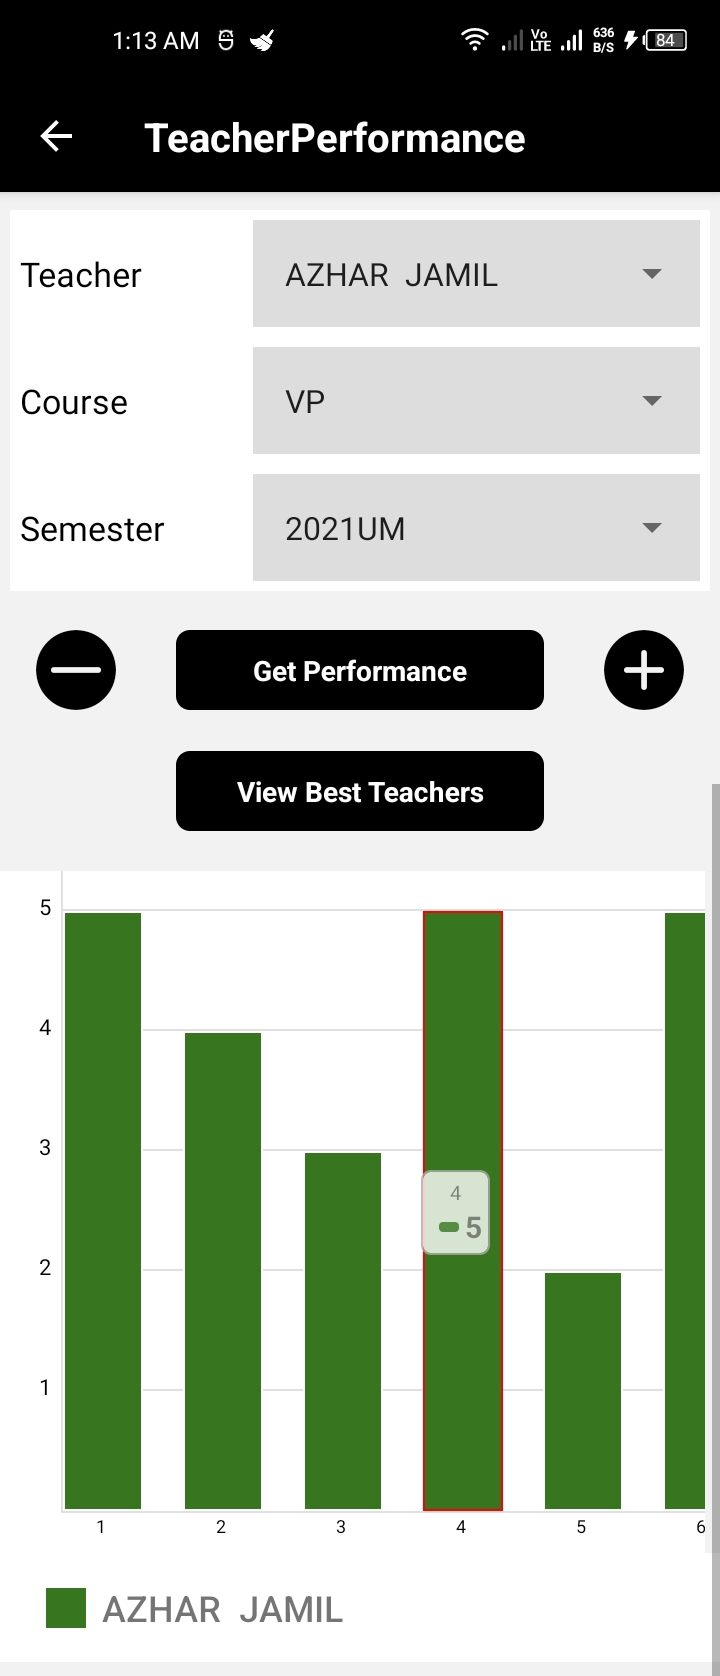 1:13 AM Vo LTE 636 B/S 84
TeacherPerformance
Teacher AZHAR JAMIL
Course VP
Semester 2021UM
Get Performance
View Best Teachers
5
4
3
4
5
2
1
1 2 3 4 5 6
AZHAR JAMIL